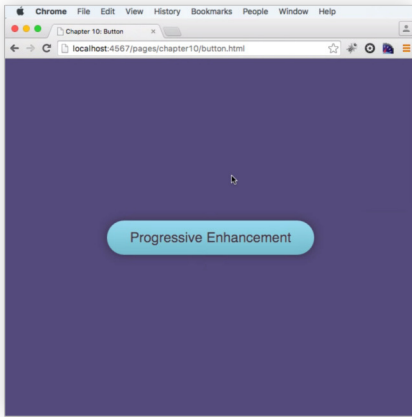 Chrome File Edit View History Bookmarks People Window Help
Chapter 10: Button
localhost:4567/pages/chapter10/button.html
Progressive Enhancement